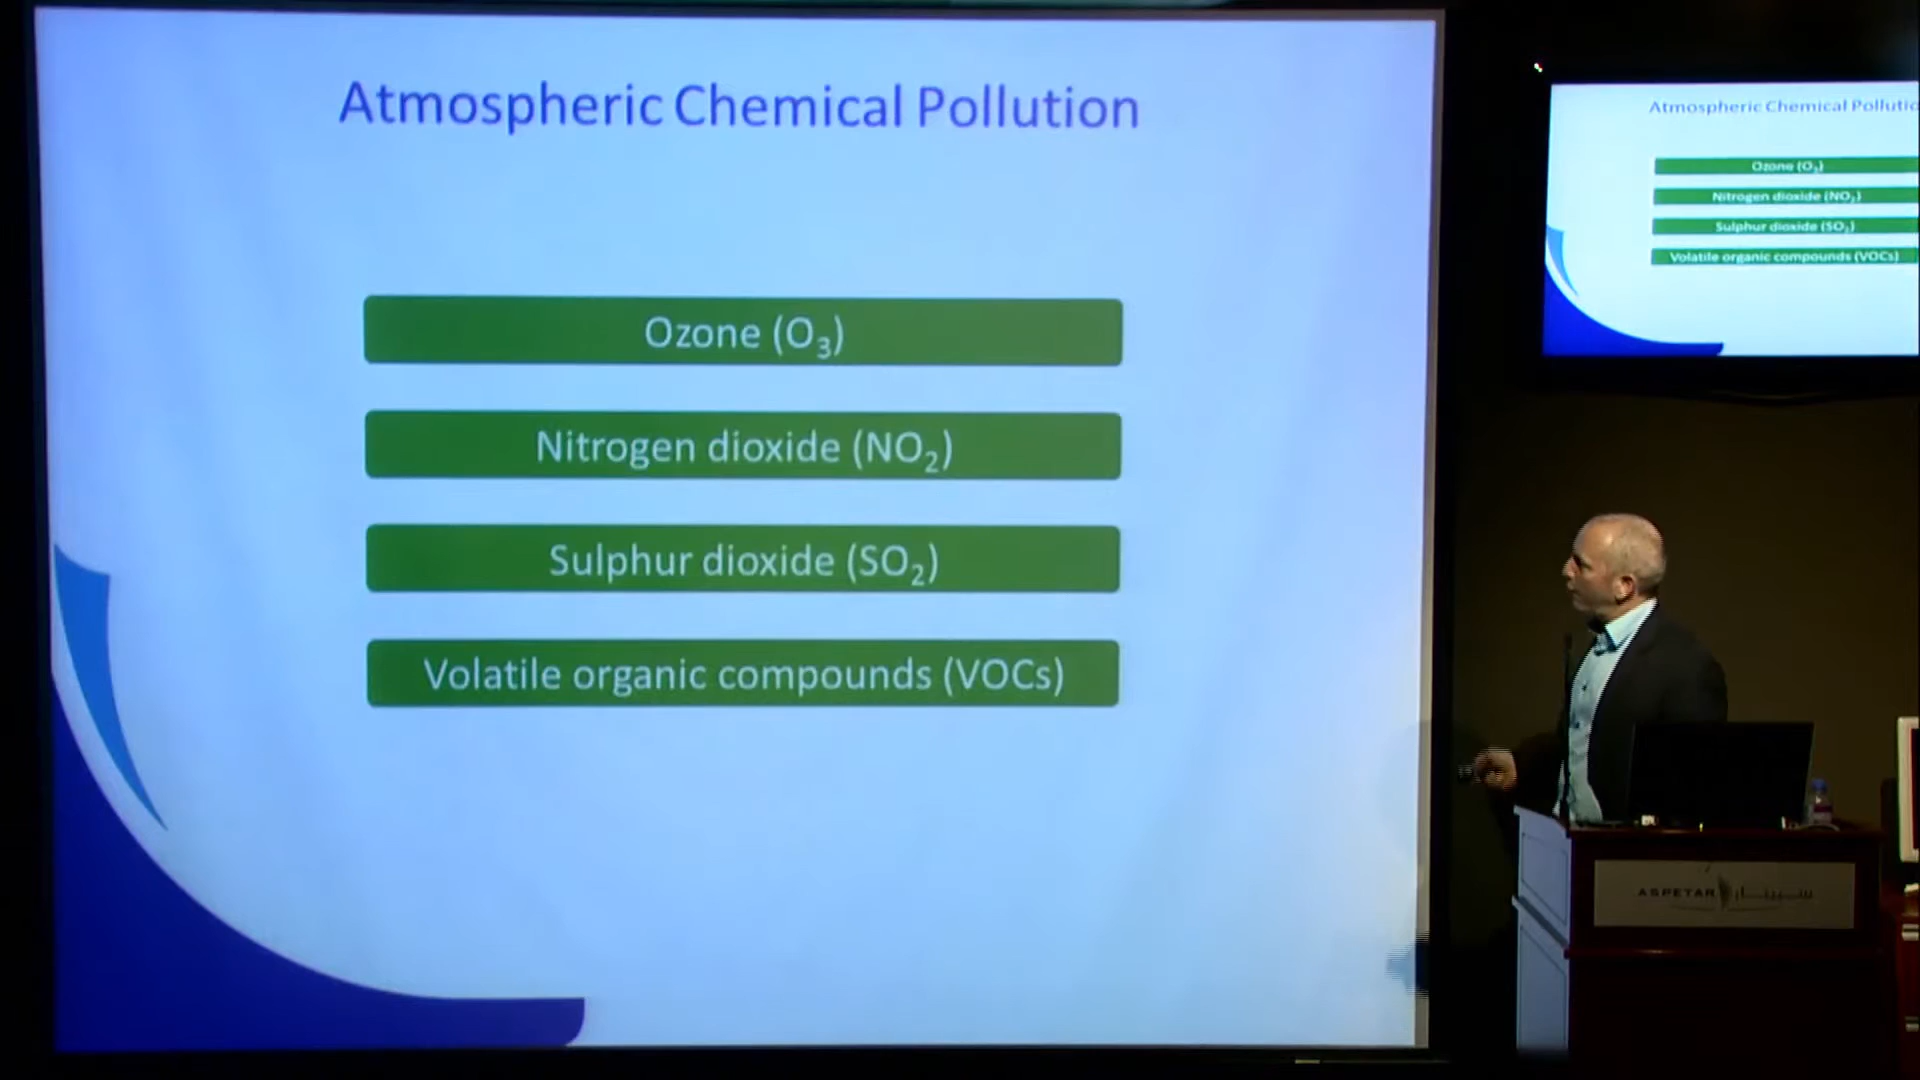 Atmospheric Chemical Pollution
Ozone (O₃)
Nitrogen dioxide (NO₂)
Sulphur dioxide (SO₂)
Volatile organic compounds (VOCs)
Atmospheric Chemical Pollutio
Ozone (O₃)
Nitrogen dioxide (NO₂)
Sulphur dioxide (SO₂)
Volatile organic compounds (VOCs)
ASPETAR سبيتار